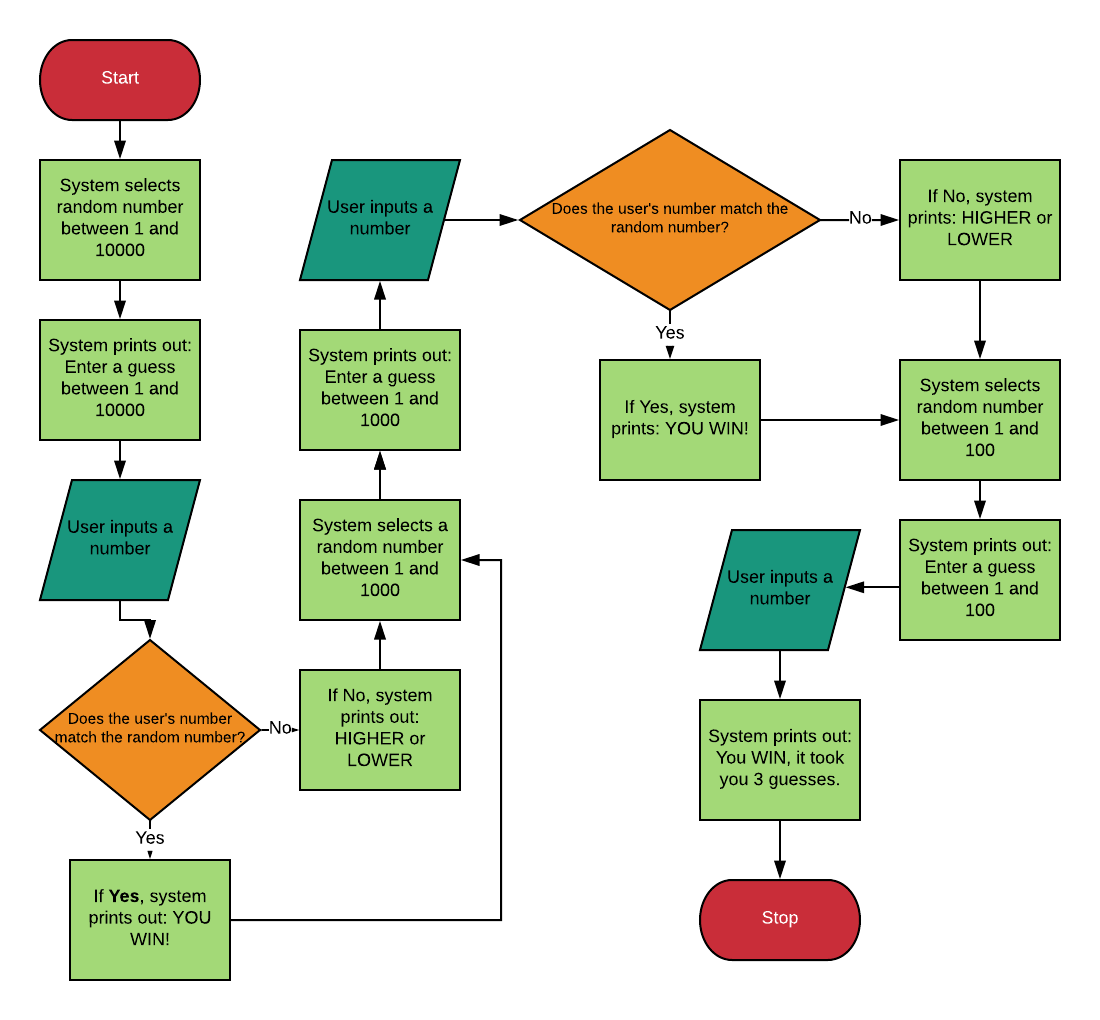 Start
System selects
random number
between 1 and
10000
System prints out:
Enter a guess
between 1 and
10000
User inputs a
number
Does the user's number
match the random number?
No
Yes
If Yes, system
prints out: YOU
WIN!
If No, system
prints out:
HIGHER or
LOWER
System selects a
random number
between 1 and
1000
System prints out:
Enter a guess
between 1 and
1000
User inputs a
number
Does the user's number match the
random number?
No
Yes
If Yes, system
prints: YOU WIN!
If No, system
prints: HIGHER or
LOWER
System selects
random number
between 1 and
100
System prints out:
Enter a guess
between 1 and
100
User inputs a
number
System prints out:
You WIN, it took
you 3 guesses.
Stop